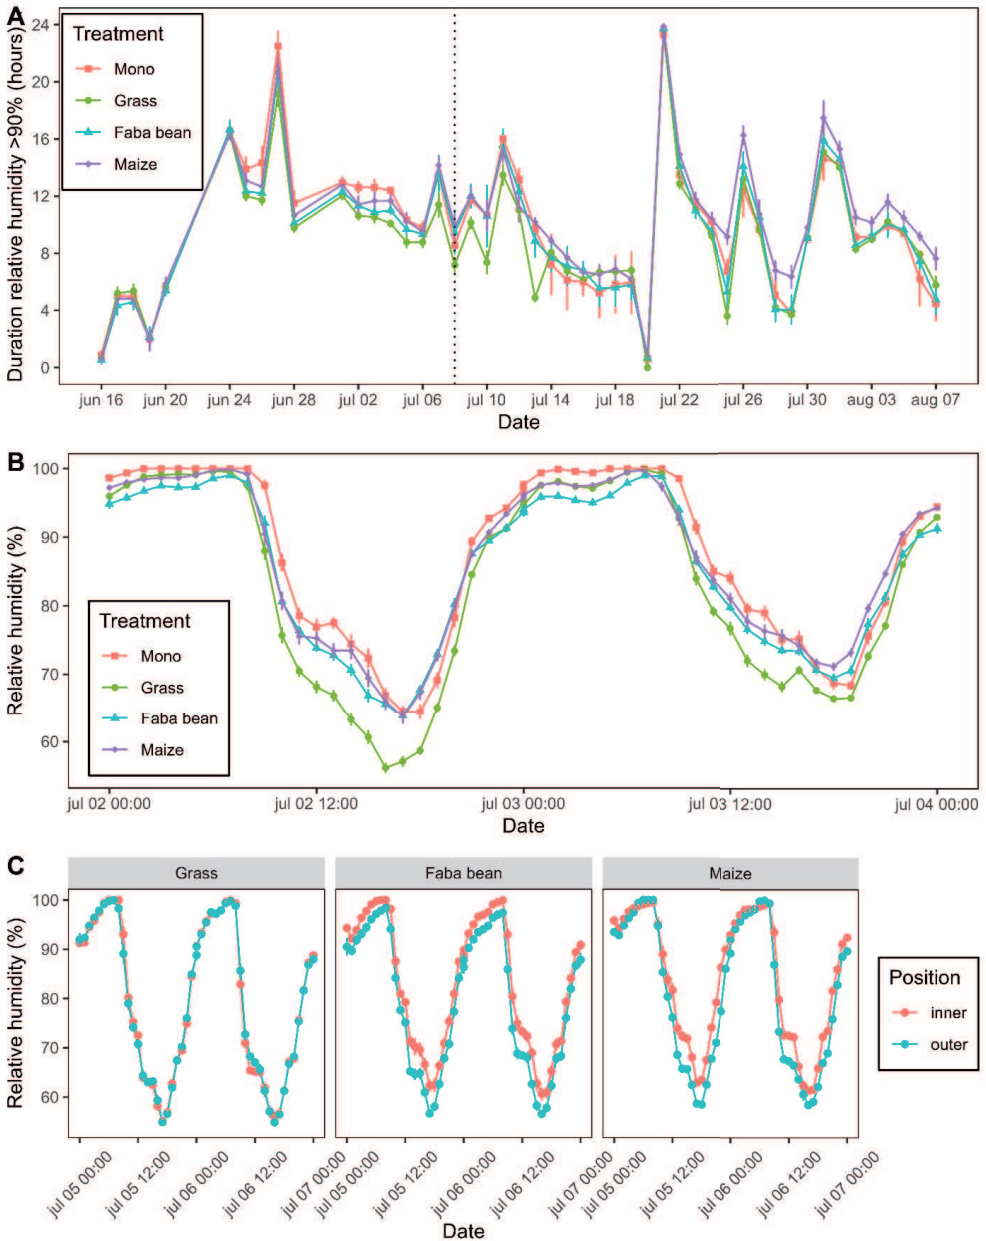 A
Duration relative humidity >90% (hours)
24
20
16
12
8
4
0
Treatment
Mono
Grass
Faba bean
Maize
jun 16 jun 20 jun 24 jun 28 jul 02 jul 06 jul 10 jul 14 jul 18 jul 22 jul 26 jul 30 aug 03 aug 07
Date
B
Relative humidity (%)
100
90
80
70
60
Treatment
Mono
Grass
Faba bean
Maize
jul 02 00:00 jul 02 12:00 jul 03 00:00 jul 03 12:00 jul 04 00:00
Date
C
Grass Faba bean Maize
Relative humidity (%)
100
90
80
70
60
Position
inner
outer
jul 05 00:00 jul 05 12:00 jul 06 00:00 jul 06 12:00 jul 07 00:00 jul 05 00:00 jul 05 12:00 jul 06 00:00 jul 06 12:00 jul 07 00:00 jul 05 00:00 jul 05 12:00 jul 06 00:00 jul 06 12:00 jul 07 00:00
Date